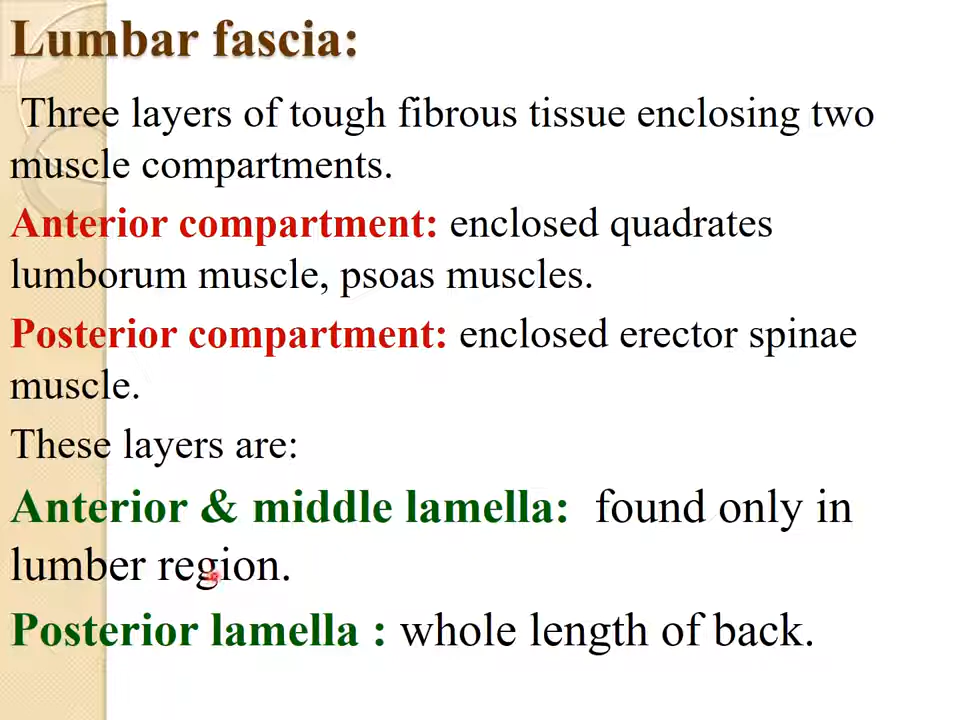 Lumbar fascia:
Three layers of tough fibrous tissue enclosing two
muscle compartments.
Anterior compartment: enclosed quadrates
lumborum muscle, psoas muscles.
Posterior compartment: enclosed erector spinae
muscle.
These layers are:
Anterior & middle lamella: found only in
lumber region.
Posterior lamella : whole length of back.